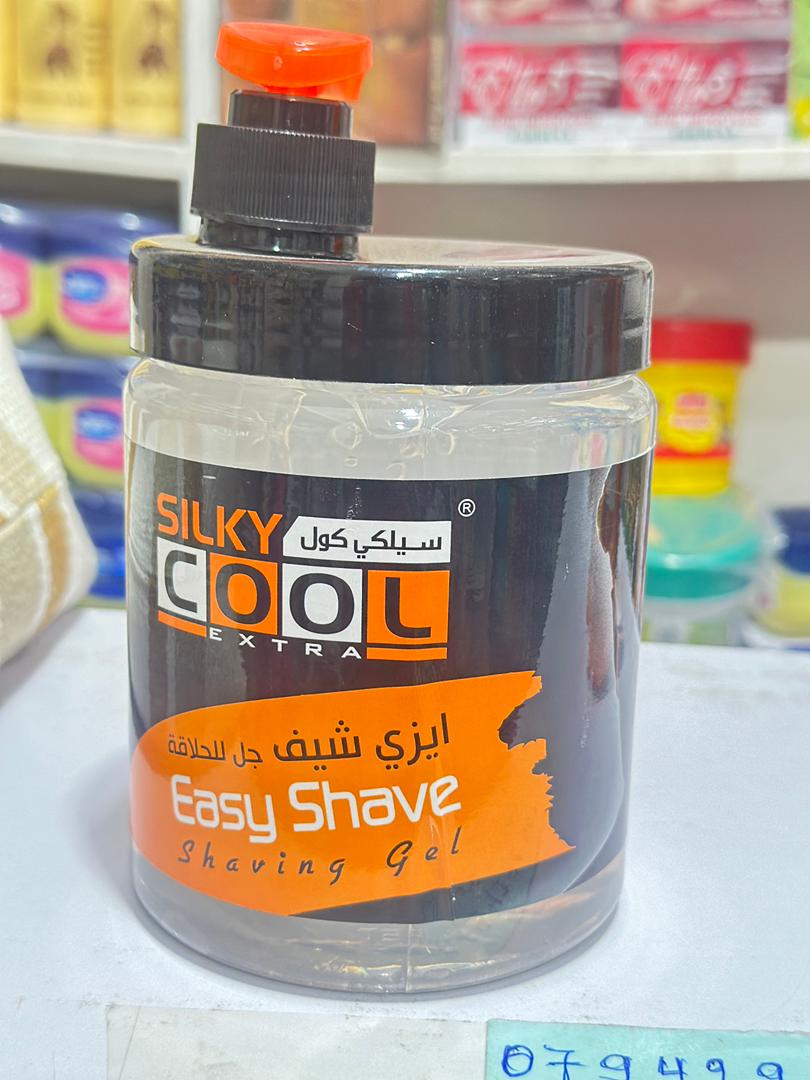 SILKY سيلكي كول ®
COOL
EXTRA
ايزي شيف جل للحلاقة
Easy Shave
Shaving Gel
079499